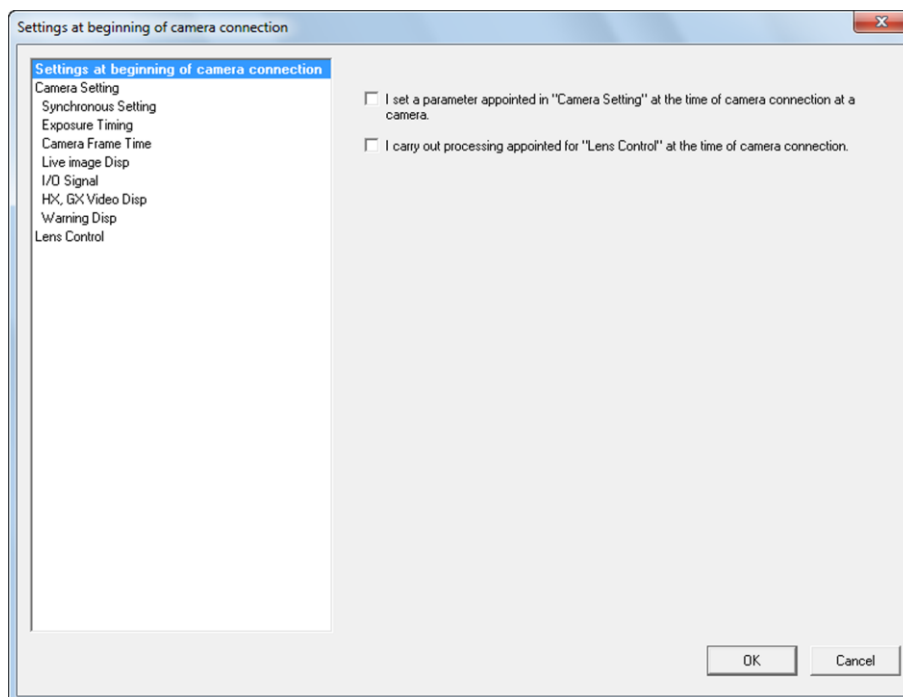 Settings at beginning of camera connection
Settings at beginning of camera connection
Camera Setting
Synchronous Setting
Exposure Timing
Camera Frame Time
Live image Disp
I/O Signal
HX, GX Video Disp
Warning Disp
Lens Control
I set a parameter appointed in "Camera Setting" at the time of camera connection at a
camera.
I carry out processing appointed for "Lens Control" at the time of camera connection.
OK
Cancel